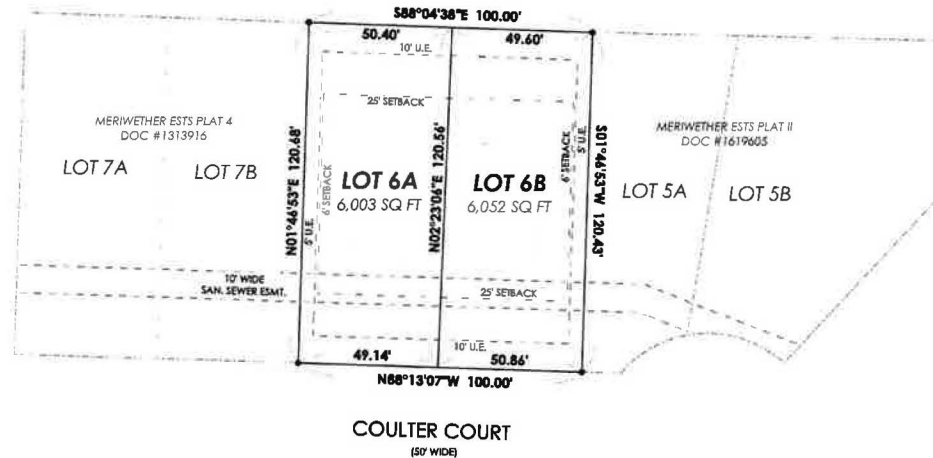 S88°04'38"E 100.00'
50.40'
49.60'
10' U.E.
25' SETBACK
MERIWETHER ESTS PLAT 4
DOC #1313916
LOT 7A
LOT 7B
N01°46'53"E 120.68'
5' U.E.
6' SETBACK
LOT 6A
6,003 SQ FT
N02°23'06"E 120.56'
LOT 6B
6,052 SQ FT
6' SETBACK
5' U.E.
S01°46'53"W 120.43'
MERIWETHER ESTS PLAT II
DOC #1619605
LOT 5A
LOT 5B
10' WIDE
SAN. SEWER ESMT.
25' SETBACK
10' U.E.
49.14'
50.86'
N88°13'07"W 100.00'
COULTER COURT
(50' WIDE)